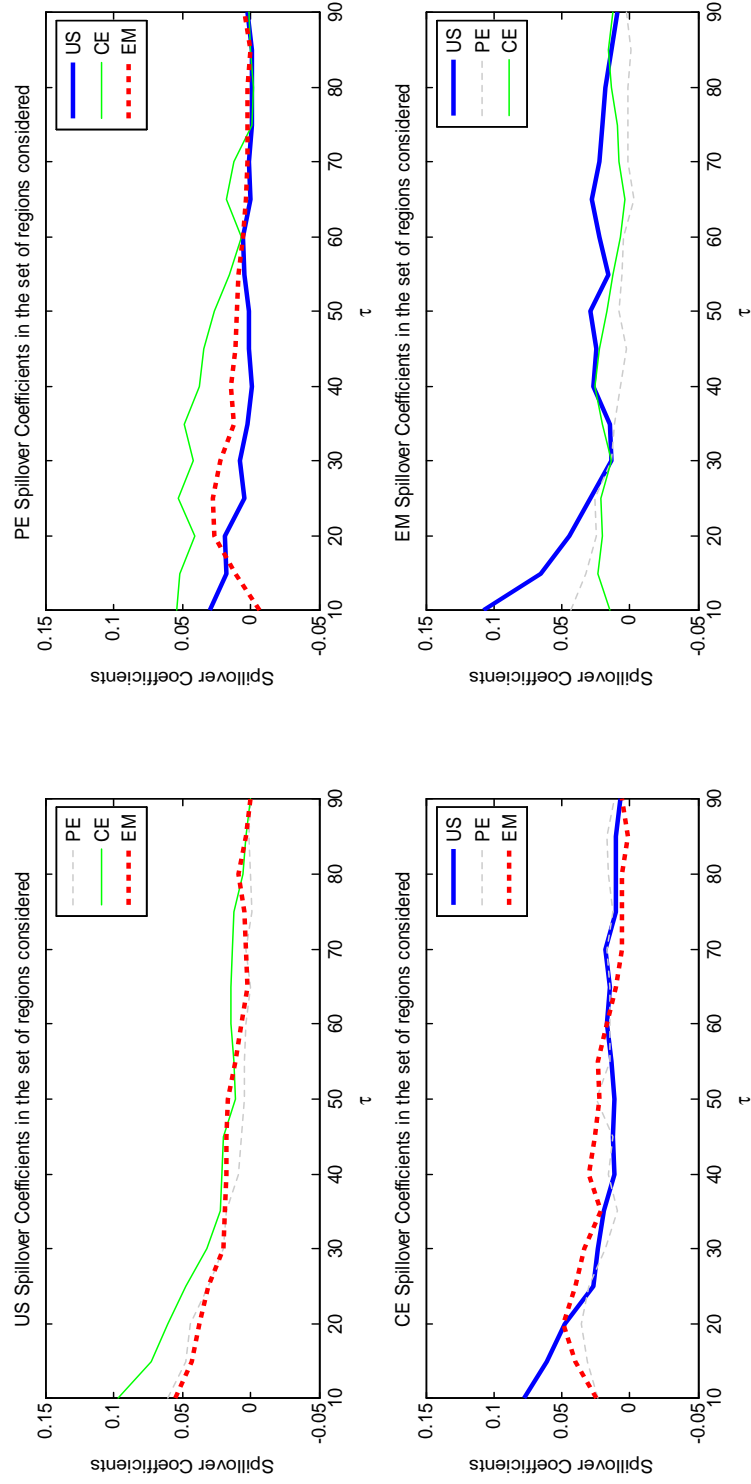 US Spillover Coefficients in the set of regions considered
0.15
0.1
0.05
0
-0.05
Spillover Coefficients
10 20 30 40 50 60 70 80 90
τ
PE
CE
EM
PE Spillover Coefficients in the set of regions considered
0.15
0.1
0.05
0
-0.05
Spillover Coefficients
10 20 30 40 50 60 70 80 90
τ
US
CE
EM
CE Spillover Coefficients in the set of regions considered
0.15
0.1
0.05
0
-0.05
Spillover Coefficients
10 20 30 40 50 60 70 80 90
τ
US
PE
EM
EM Spillover Coefficients in the set of regions considered
0.15
0.1
0.05
0
-0.05
Spillover Coefficients
10 20 30 40 50 60 70 80 90
τ
US
PE
CE